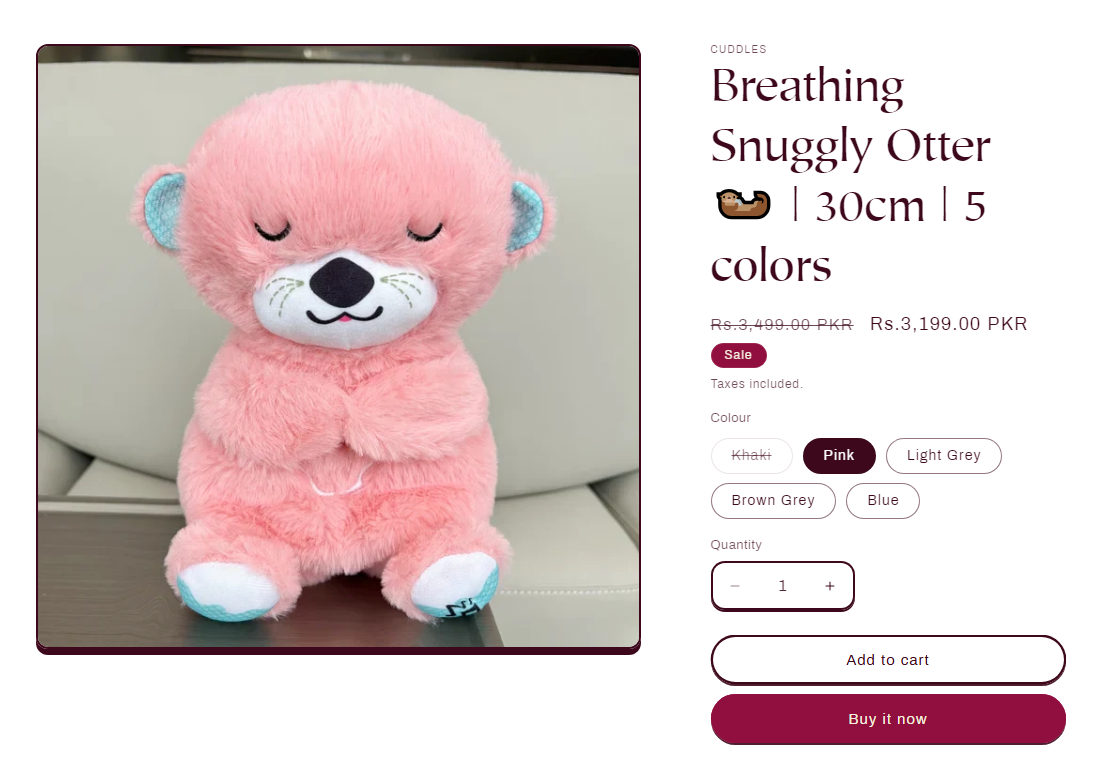 CUDDLES
Breathing
Snuggly Otter
🦦 | 30cm | 5
colors
Rs.3,499.00 PKR Rs.3,199.00 PKR
Sale
Taxes included.
Colour
Khaki Pink Light Grey
Brown Grey Blue
Quantity
− 1 +
Add to cart
Buy it now